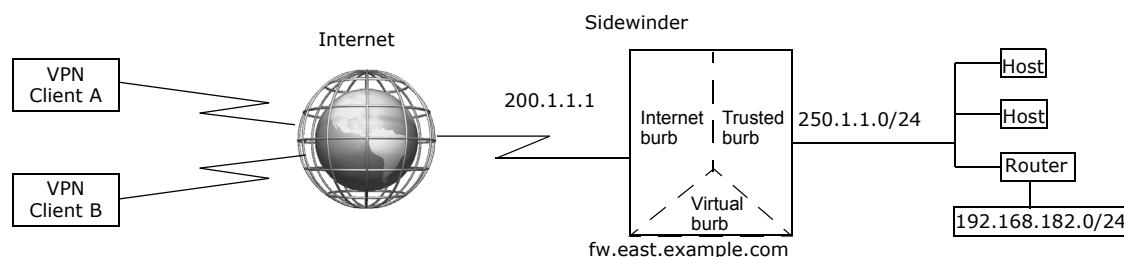 Sidewinder
Internet
VPN
Client A
Host
200.1.1.1
Internet
burb
Trusted
burb
250.1.1.0/24
Host
Router
VPN
Client B
Virtual
burb
192.168.182.0/24
fw.east.example.com